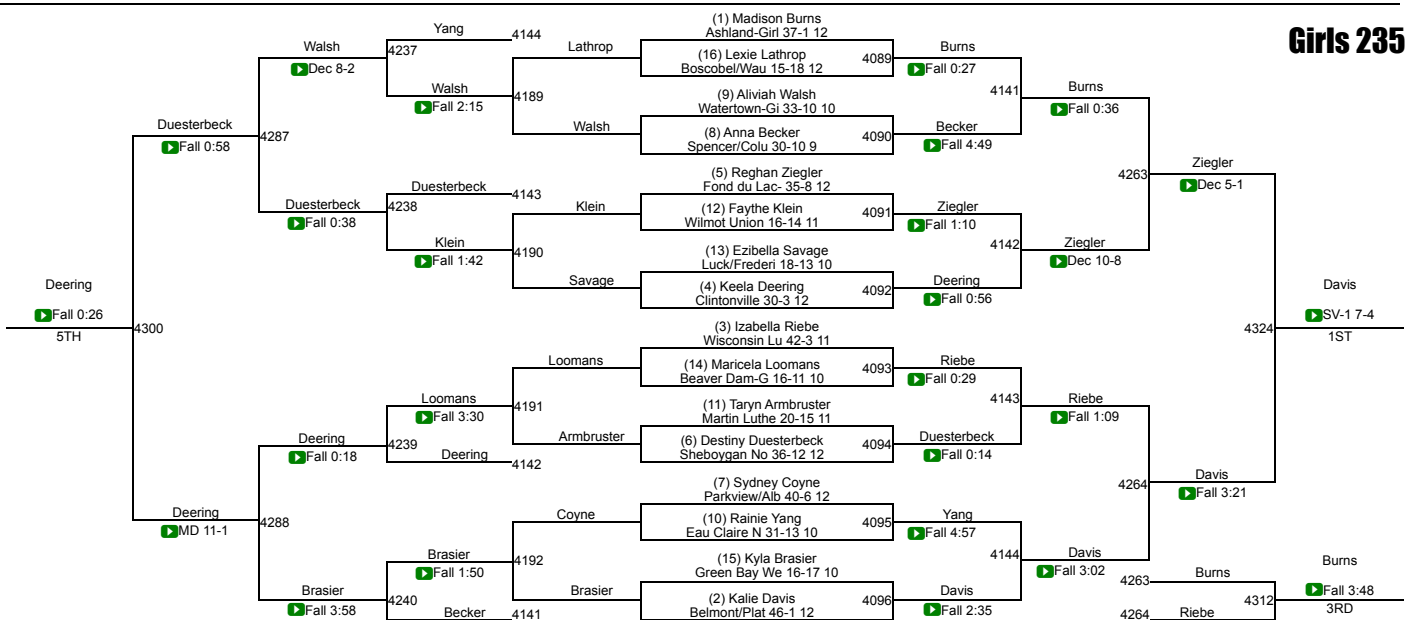 Girls 235
Deering
Fall 0:26
5TH
4300
Duesterbeck
Fall 0:58
4287
Deering
MD 11-1
4288
Walsh
Dec 8-2
4237
Duesterbeck
Fall 0:38
4238
Deering
Fall 0:18
4239
Brasier
Fall 3:58
4240
Yang
4144
Walsh
Fall 2:15
4189
Duesterbeck
4143
Klein
Fall 1:42
4190
Loomans
Fall 3:30
4191
Deering
4142
Brasier
Fall 1:50
4192
Becker
4141
Lathrop
Walsh
Klein
Savage
Loomans
Armbruster
Coyne
Brasier
(1) Madison Burns
Ashland-Girl 37-1 12
(16) Lexie Lathrop
Boscobel/Wau 15-18 12
4089
(9) Aliviah Walsh
Watertown-Gi 33-10 10
(8) Anna Becker
Spencer/Colu 30-10 9
4090
(5) Reghan Ziegler
Fond du Lac- 35-8 12
(12) Faythe Klein
Wilmot Union 16-14 11
4091
(13) Ezibella Savage
Luck/Frederi 18-13 10
(4) Keela Deering
Clintonville 30-3 12
4092
(3) Izabella Riebe
Wisconsin Lu 42-3 11
(14) Maricela Loomans
Beaver Dam-G 16-11 10
4093
(11) Taryn Armbruster
Martin Luthe 20-15 11
(6) Destiny Duesterbeck
Sheboygan No 36-12 12
4094
(7) Sydney Coyne
Parkview/Alb 40-6 12
(10) Rainie Yang
Eau Claire N 31-13 10
4095
(15) Kyla Brasier
Green Bay We 16-17 10
(2) Kalie Davis
Belmont/Plat 46-1 12
4096
Burns
Fall 0:27
Becker
Fall 4:49
4141
Ziegler
Fall 1:10
Deering
Fall 0:56
4142
Riebe
Fall 0:29
Duesterbeck
Fall 0:14
4143
Yang
Fall 4:57
Davis
Fall 2:35
4144
Burns
Fall 0:36
Ziegler
Dec 10-8
4263
Riebe
Fall 1:09
Davis
Fall 3:02
4264
Ziegler
Dec 5-1
Davis
Fall 3:21
4324
Davis
SV-1 7-4
1ST
4263
Burns
4264
Riebe
4312
Burns
Fall 3:48
3RD